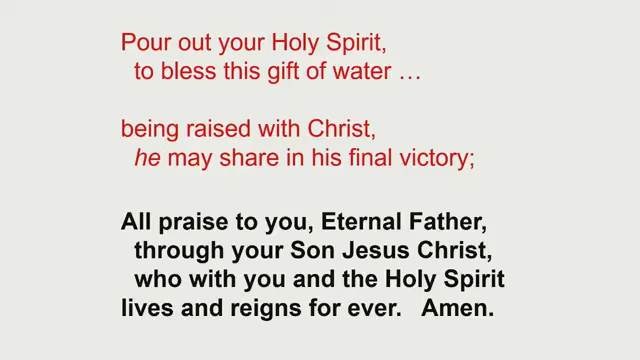 Pour out your Holy Spirit,
to bless this gift of water …
being raised with Christ,
he may share in his final victory;
All praise to you, Eternal Father,
through your Son Jesus Christ,
who with you and the Holy Spirit
lives and reigns for ever. Amen.